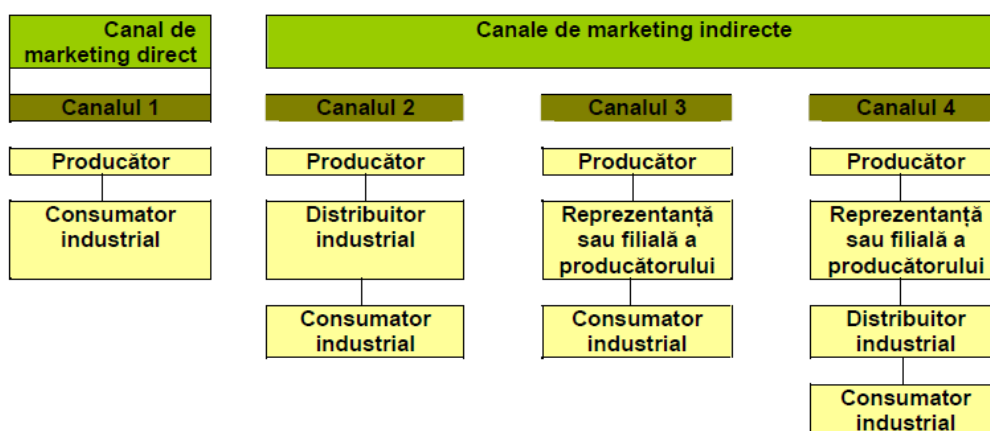 Canal de
marketing direct
Canale de marketing indirecte
Canalul 1
Canalul 2
Canalul 3
Canalul 4
Producător
Producător
Producător
Producător
Consumator
industrial
Distribuitor
industrial
Reprezentanță
sau filială a
producătorului
Reprezentanță
sau filială a
producătorului
Consumator
industrial
Consumator
industrial
Distribuitor
industrial
Consumator
industrial